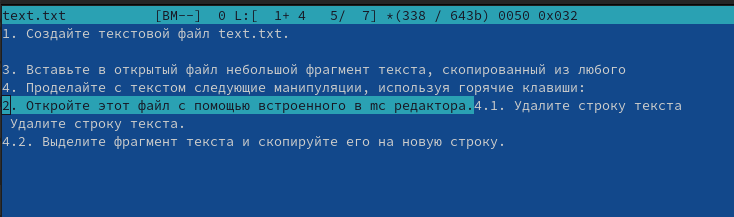 text.txt [BM--] 0 L:[ 1+ 4 5/ 7] *(338 / 643b) 0050 0x032
1. Создайте текстовой файл text.txt.
3. Вставьте в открытый файл небольшой фрагмент текста, скопированный из любого
4. Проделайте с текстом следующие манипуляции, используя горячие клавиши:
2. Откройте этот файл с помощью встроенного в mc редактора.4.1. Удалите строку текста
Удалите строку текста.
4.2. Выделите фрагмент текста и скопируйте его на новую строку.